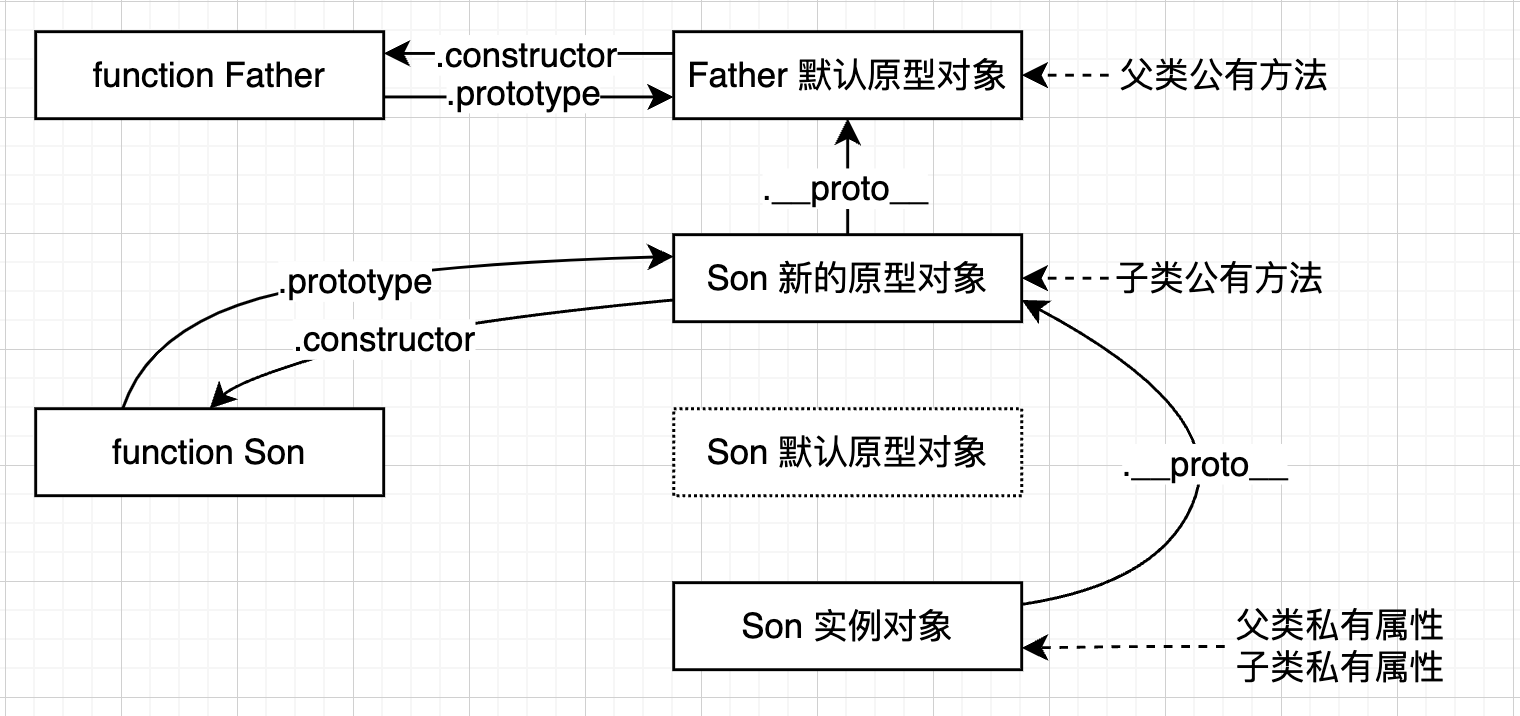 function Father
.constructor
.prototype
Father 默认原型对象
父类公有方法
.__proto__
.prototype
Son 新的原型对象
子类公有方法
.constructor
function Son
Son 默认原型对象
.__proto__
Son 实例对象
父类私有属性
子类私有属性